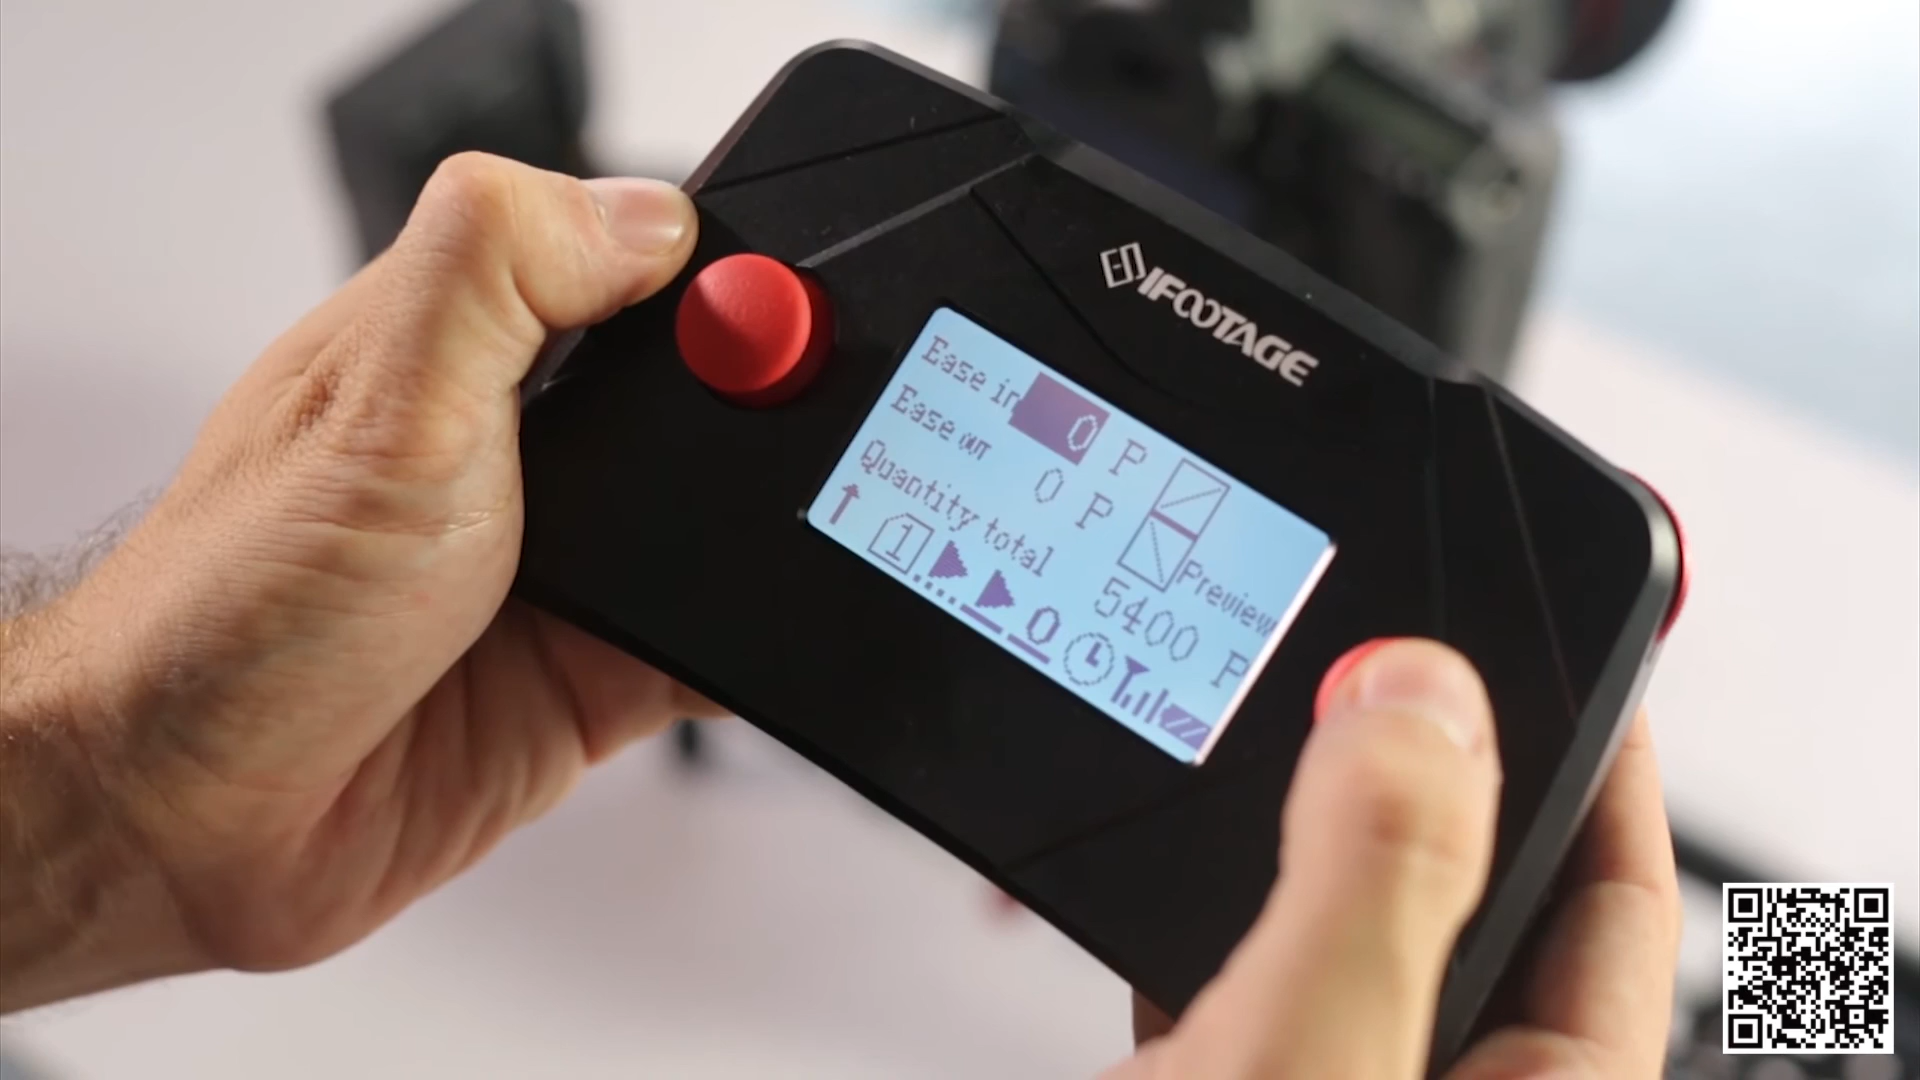 IFOOTAGE
Ease in 0 P
Ease out 0 P
Preview
Quantity total 5400 P
1 0